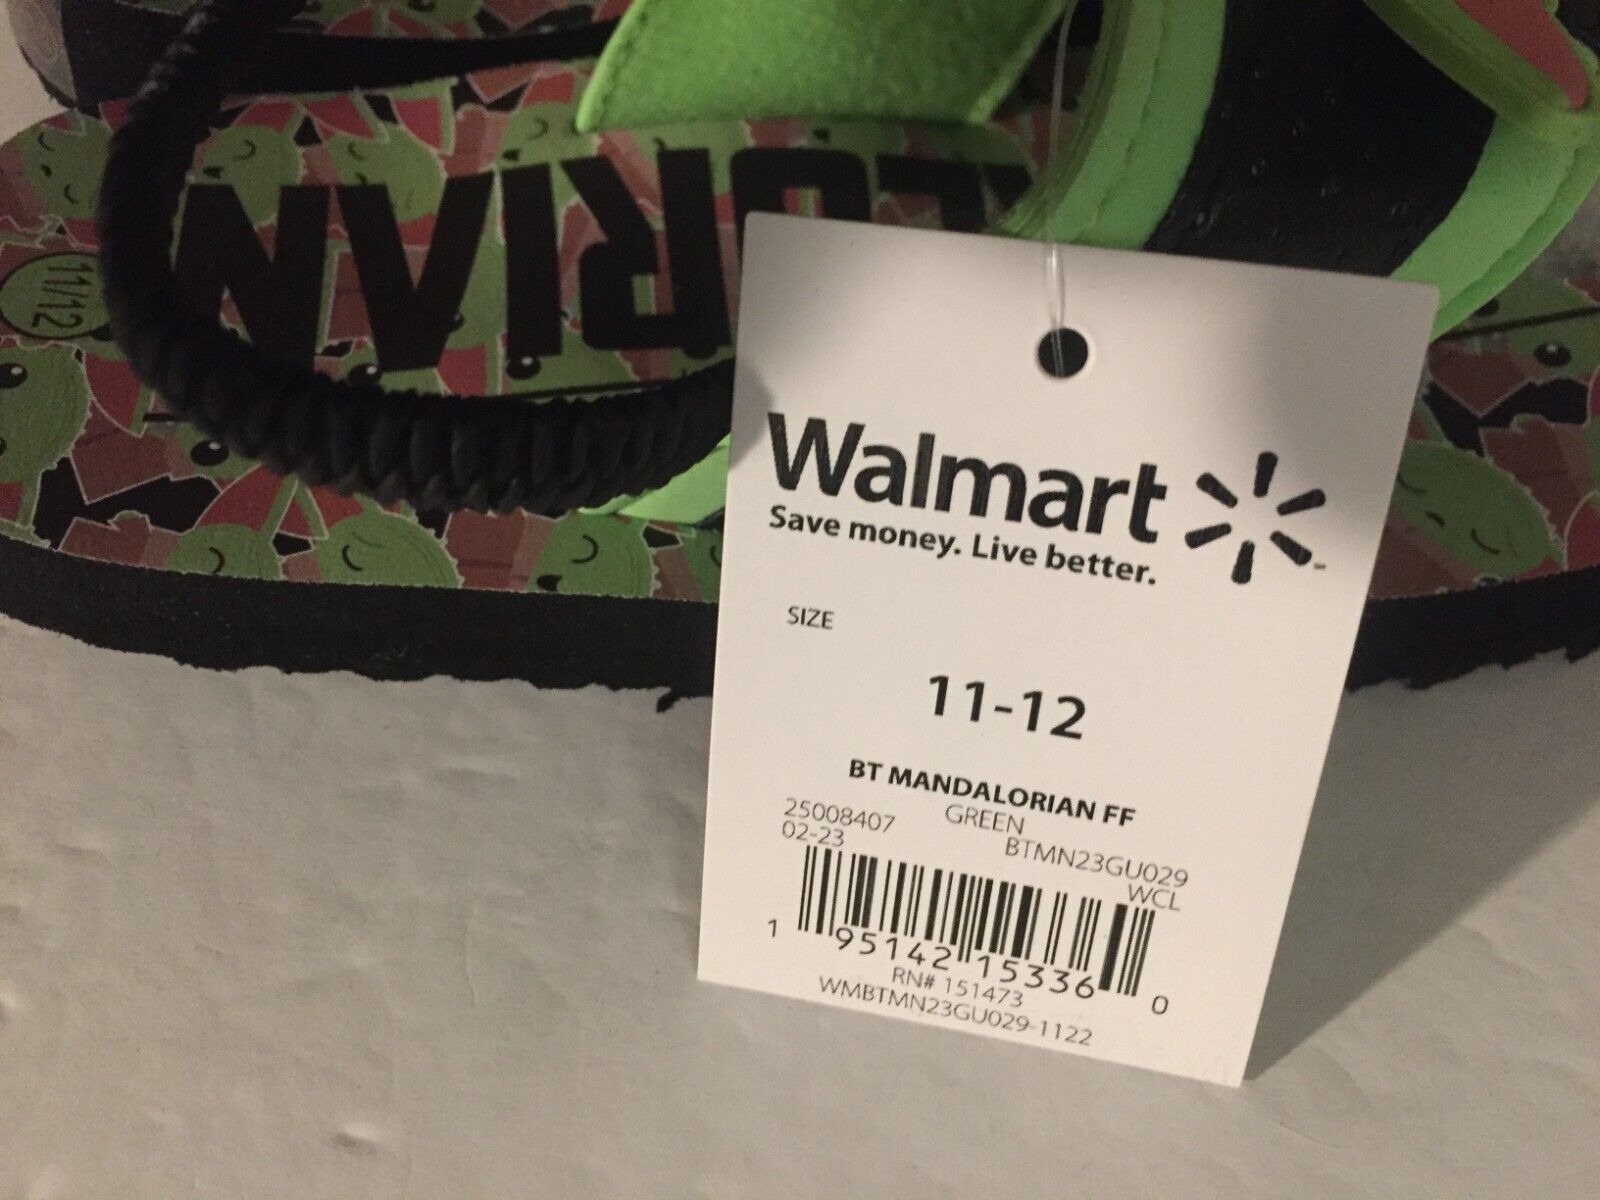 LORIAN
11/12
Walmart
Save money. Live better.
SIZE
11-12
BT MANDALORIAN FF
25008407 GREEN
02-23 BTMN23GU029
WCL
1 95142 15336 0
RN# 151473
WMBTMN23GU029-1122